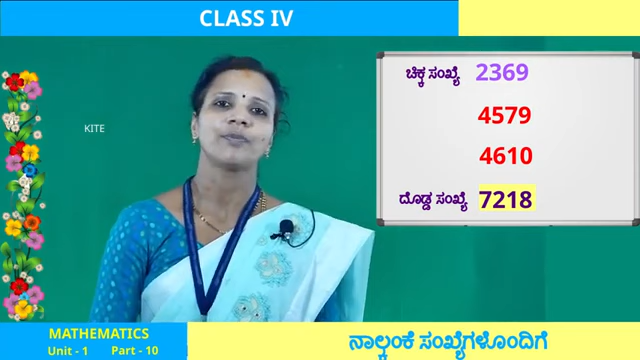 CLASS IV
KITE
ಚಿಕ್ಕ ಸಂಖ್ಯೆ 2369
4579
4610
ದೊಡ್ಡ ಸಂಖ್ಯೆ 7218
MATHEMATICS
Unit - 1 Part - 10
ನಾಲ್ಕಂಕೆ ಸಂಖ್ಯೆಗಳೊಂದಿಗೆ